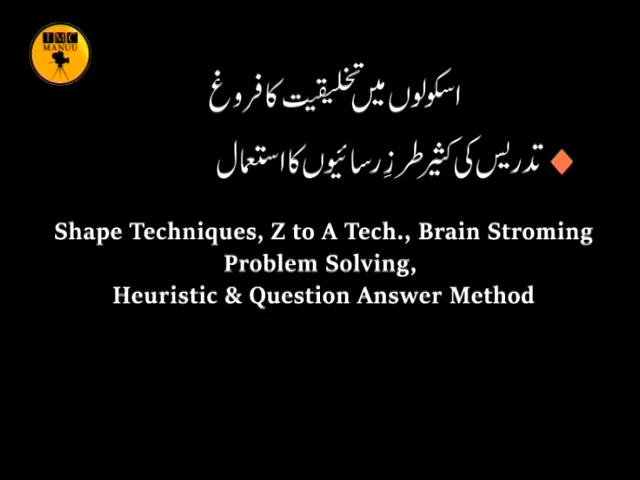 IMC
MANUU
اسکولوں میں تخلیقیت کا فروغ
تدریس کی کثیر طرزِ رسائیوں کا استعمال
Shape Techniques, Z to A Tech., Brain Stroming
Problem Solving,
Heuristic & Question Answer Method